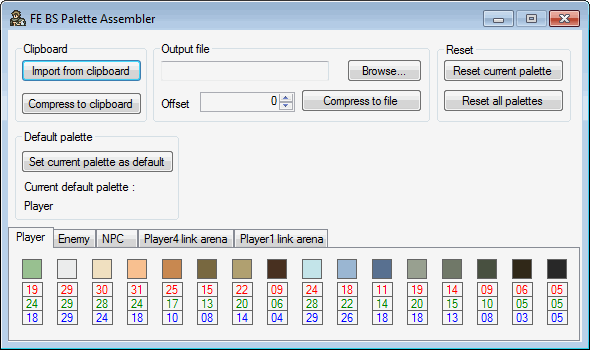 FE BS Palette Assembler
Clipboard
Import from clipboard
Compress to clipboard
Output file
Browse...
Offset
0
Compress to file
Reset
Reset current palette
Reset all palettes
Default palette
Set current palette as default
Current default palette :
Player
Player Enemy NPC Player4 link arena Player1 link arena
19 29 30 31 25 15 22 09 24 18 11 19 14 09 06 05
24 29 28 24 17 13 20 06 28 22 14 20 15 10 05 05
18 29 24 18 10 08 14 04 29 26 18 18 13 08 03 05